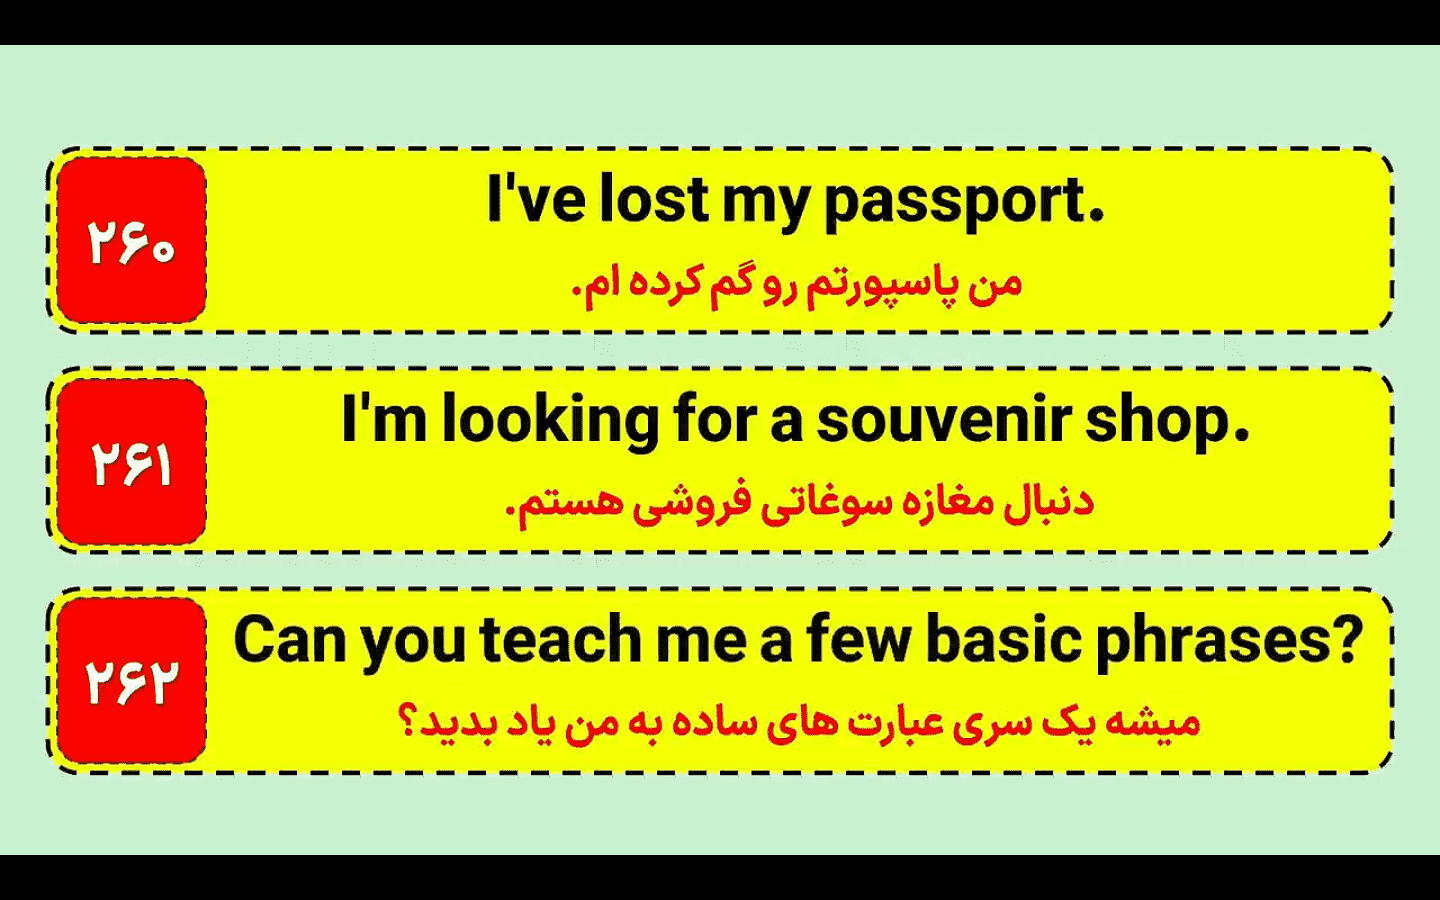 ۲۶۰
I've lost my passport.
من پاسپورتم رو گم کرده ام.
۲۶۱
I'm looking for a souvenir shop.
دنبال مغازه سوغاتی فروشی هستم.
۲۶۲
Can you teach me a few basic phrases?
میشه یک سری عبارت های ساده به من یاد بدید؟